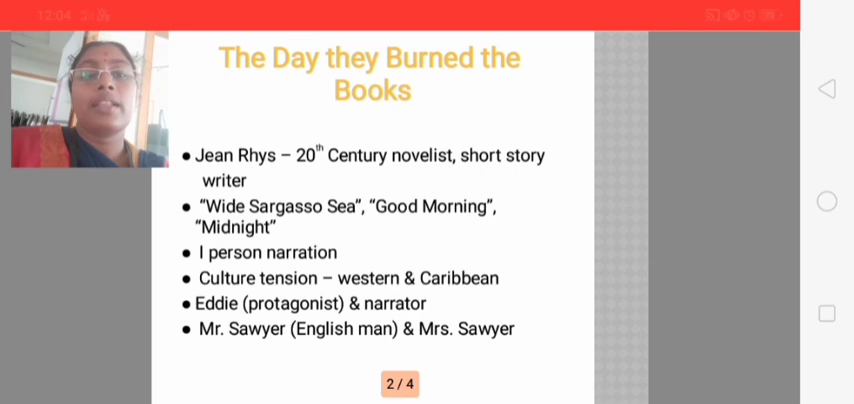 12:04
The Day they Burned the
Books
● Jean Rhys – 20th Century novelist, short story
writer
● “Wide Sargasso Sea”, “Good Morning”,
“Midnight”
● I person narration
● Culture tension – western & Caribbean
● Eddie (protagonist) & narrator
● Mr. Sawyer (English man) & Mrs. Sawyer
2 / 4